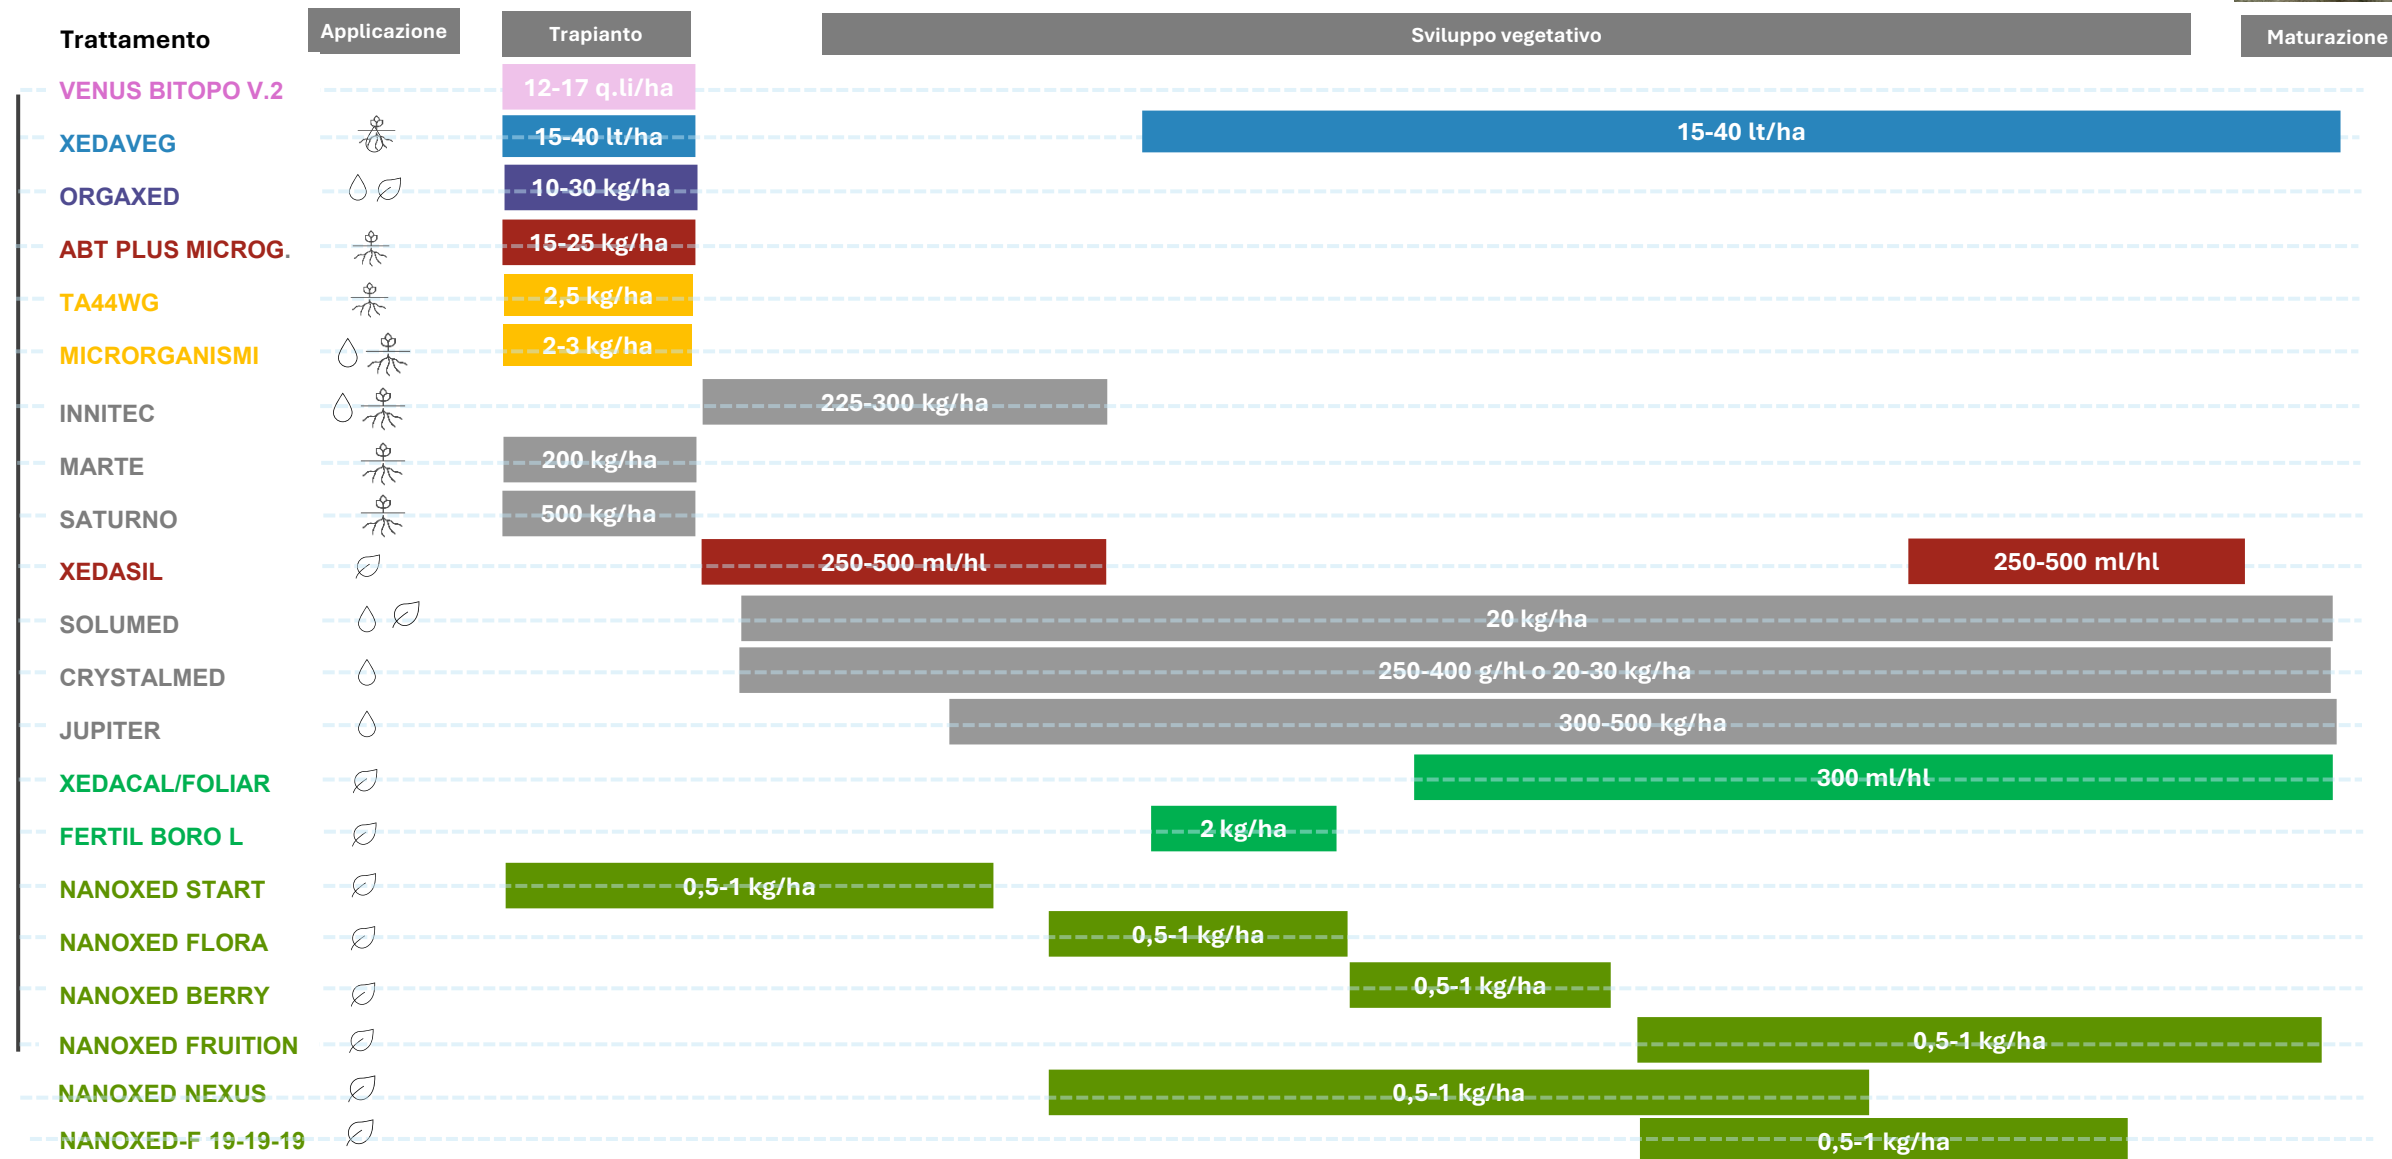 Trattamento Applicazione Trapianto Sviluppo vegetativo Maturazione
VENUS BITOPO V.2 12-17 q.li/ha
XEDAVEG 15-40 lt/ha 15-40 lt/ha
ORGAXED 10-30 kg/ha
ABT PLUS MICROG. 15-25 kg/ha
TA44WG 2,5 kg/ha
MICRORGANISMI 2-3 kg/ha
INNITEC 225-300 kg/ha
MARTE 200 kg/ha
SATURNO 500 kg/ha
XEDASIL 250-500 ml/hl 250-500 ml/hl
SOLUMED 20 kg/ha
CRYSTALMED 250-400 g/hl o 20-30 kg/ha
JUPITER 300-500 kg/ha
XEDACAL/FOLIAR 300 ml/hl
FERTIL BORO L 2 kg/ha
NANOXED START 0,5-1 kg/ha
NANOXED FLORA 0,5-1 kg/ha
NANOXED BERRY 0,5-1 kg/ha
NANOXED FRUITION 0,5-1 kg/ha
NANOXED NEXUS 0,5-1 kg/ha
NANOXED-F 19-19-19 0,5-1 kg/ha